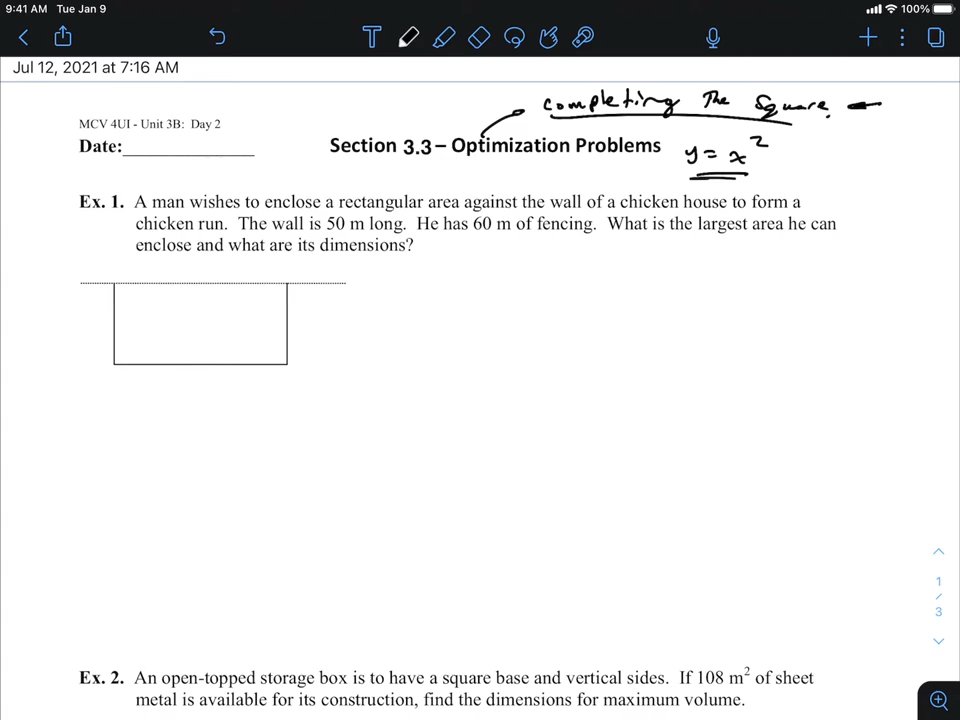 9:41 AM Tue Jan 9
100%
Jul 12, 2021 at 7:16 AM
completing The Square
MCV 4UI - Unit 3B: Day 2
Date:_______________
Section 3.3 – Optimization Problems
y = x²
Ex. 1. A man wishes to enclose a rectangular area against the wall of a chicken house to form a
chicken run. The wall is 50 m long. He has 60 m of fencing. What is the largest area he can
enclose and what are its dimensions?
1
/
3
Ex. 2. An open-topped storage box is to have a square base and vertical sides. If 108 m² of sheet
metal is available for its construction, find the dimensions for maximum volume.